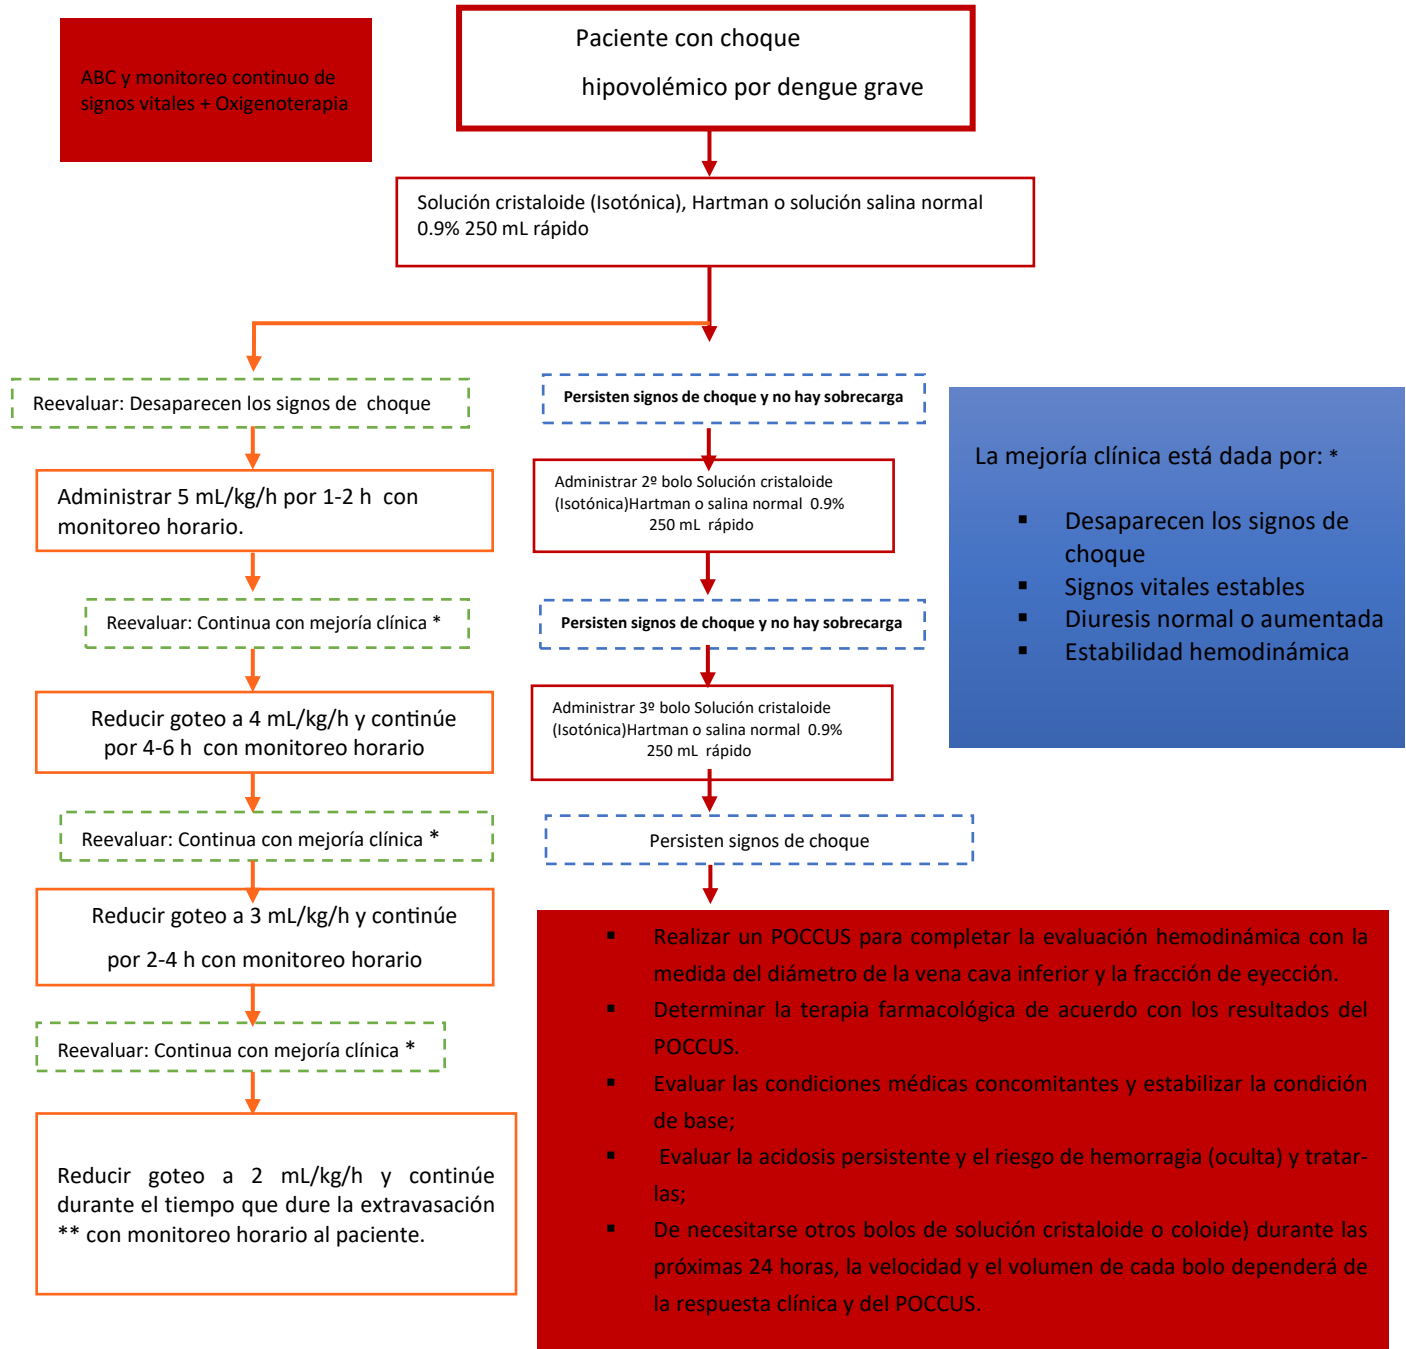 Paciente con choque
hipovolémico por dengue grave
ABC y monitoreo continuo de
signos vitales + Oxigenoterapia
Solución cristaloide (Isotónica), Hartman o solución salina normal
0.9% 250 mL rápido
Reevaluar: Desaparecen los signos de choque
Administrar 5 mL/kg/h por 1-2 h con
monitoreo horario.
Reevaluar: Continua con mejoría clínica *
Reducir goteo a 4 mL/kg/h y continúe
por 4-6 h con monitoreo horario
Reevaluar: Continua con mejoría clínica *
Reducir goteo a 3 mL/kg/h y continúe
por 2-4 h con monitoreo horario
Reevaluar: Continua con mejoría clínica *
Reducir goteo a 2 mL/kg/h y continúe
durante el tiempo que dure la extravasación
** con monitoreo horario al paciente.
Persisten signos de choque y no hay sobrecarga
Administrar 2º bolo Solución cristaloide
(Isotónica)Hartman o salina normal 0.9%
250 mL rápido
Persisten signos de choque y no hay sobrecarga
Administrar 3º bolo Solución cristaloide
(Isotónica)Hartman o salina normal 0.9%
250 mL rápido
Persisten signos de choque
▪ Realizar un POCCUS para completar la evaluación hemodinámica con la
medida del diámetro de la vena cava inferior y la fracción de eyección.
▪ Determinar la terapia farmacológica de acuerdo con los resultados del
POCCUS.
▪ Evaluar las condiciones médicas concomitantes y estabilizar la condición
de base;
▪ Evaluar la acidosis persistente y el riesgo de hemorragia (oculta) y tratar-
las;
▪ De necesitarse otros bolos de solución cristaloide o coloide) durante las
próximas 24 horas, la velocidad y el volumen de cada bolo dependerá de
la respuesta clínica y del POCCUS.
La mejoría clínica está dada por: *
▪ Desaparecen los signos de
choque
▪ Signos vitales estables
▪ Diuresis normal o aumentada
▪ Estabilidad hemodinámica